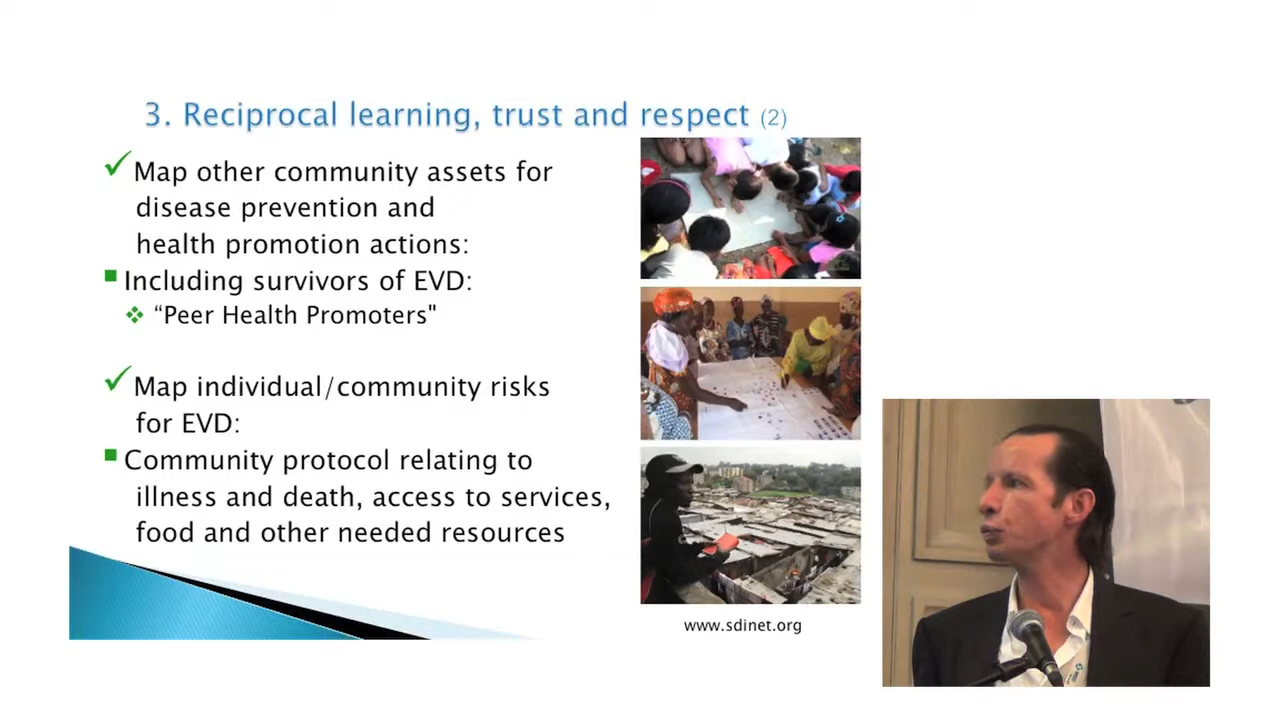 3. Reciprocal learning, trust and respect (2)
Map other community assets for
disease prevention and
health promotion actions:
Including survivors of EVD:
“Peer Health Promoters"
Map individual/community risks
for EVD:
Community protocol relating to
illness and death, access to services,
food and other needed resources
www.sdinet.org